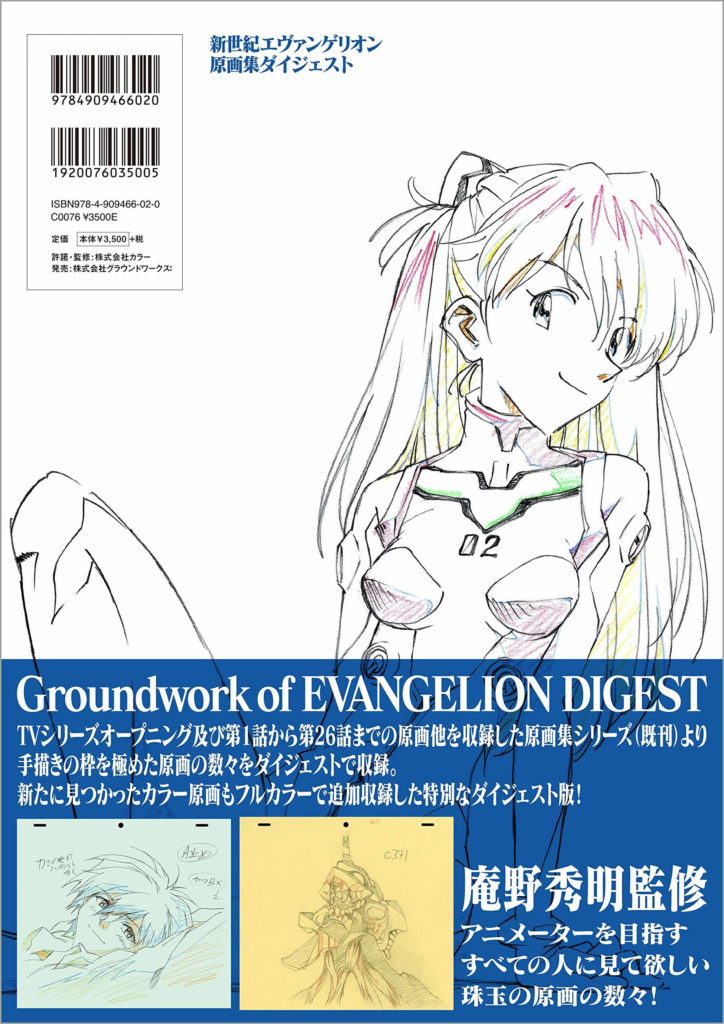 9784909466020
1920076035005
ISBN978-4-909466-02-0
C0076 ¥3500E
定価 本体¥3,500+税
許諾・監修:株式会社カラー
発売:株式会社グラウンドワークス:
新世紀エヴァンゲリオン
原画集ダイジェスト
02
Groundwork of EVANGELION DIGEST
TVシリーズオープニング及び第1話から第26話までの原画他を収録した原画集シリーズ(既刊)より
手描きの枠を極めた原画の数々をダイジェストで収録。
新たに見つかったカラー原画もフルカラーで追加収録した特別なダイジェスト版!
C371
庵野秀明監修
アニメーターを目指す
すべての人に見て欲しい
珠玉の原画の数々!